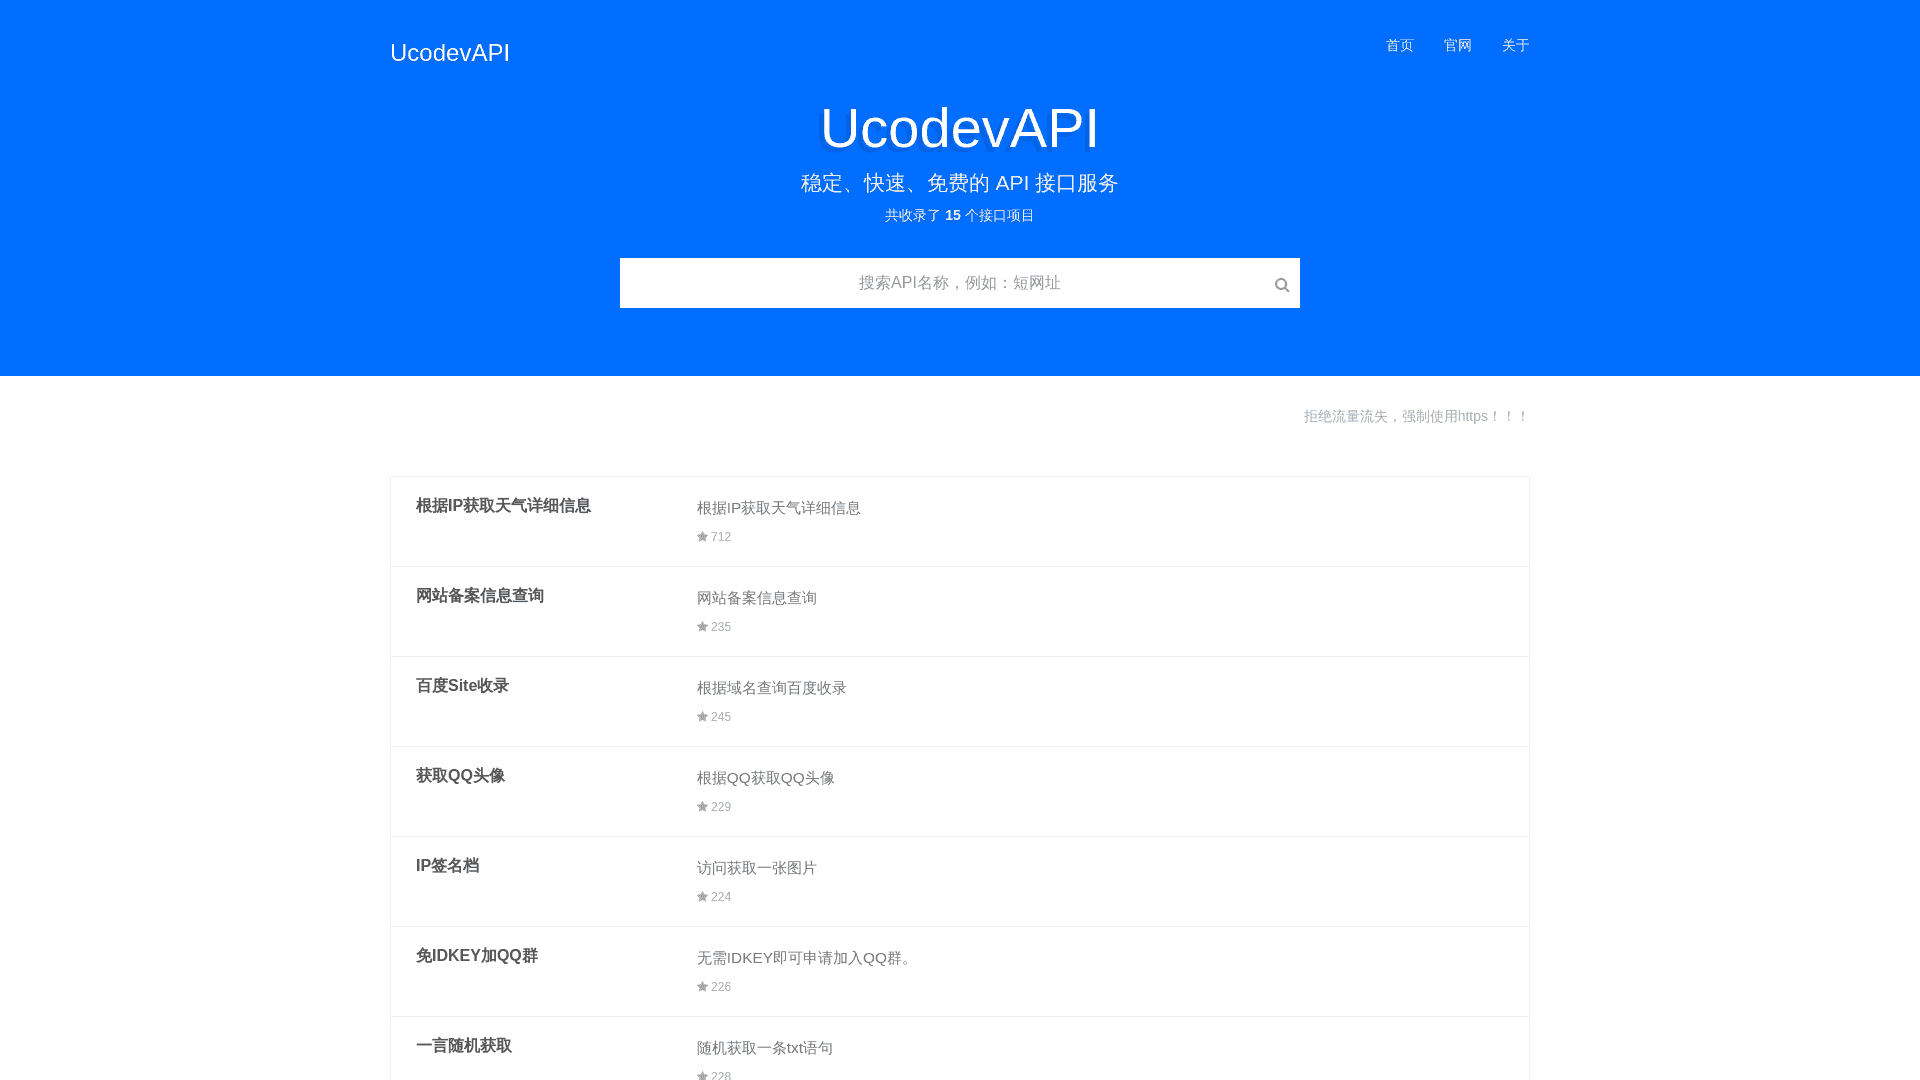 UcodevAPI
首页 官网 关于
UcodevAPI
稳定、快速、免费的 API 接口服务
共收录了 15 个接口项目
搜索API名称，例如：短网址
拒绝流量流失，强制使用https！！！
根据IP获取天气详细信息
根据IP获取天气详细信息
712
网站备案信息查询
网站备案信息查询
235
百度Site收录
根据域名查询百度收录
245
获取QQ头像
根据QQ获取QQ头像
229
IP签名档
访问获取一张图片
224
免IDKEY加QQ群
无需IDKEY即可申请加入QQ群。
226
一言随机获取
随机获取一条txt语句
228